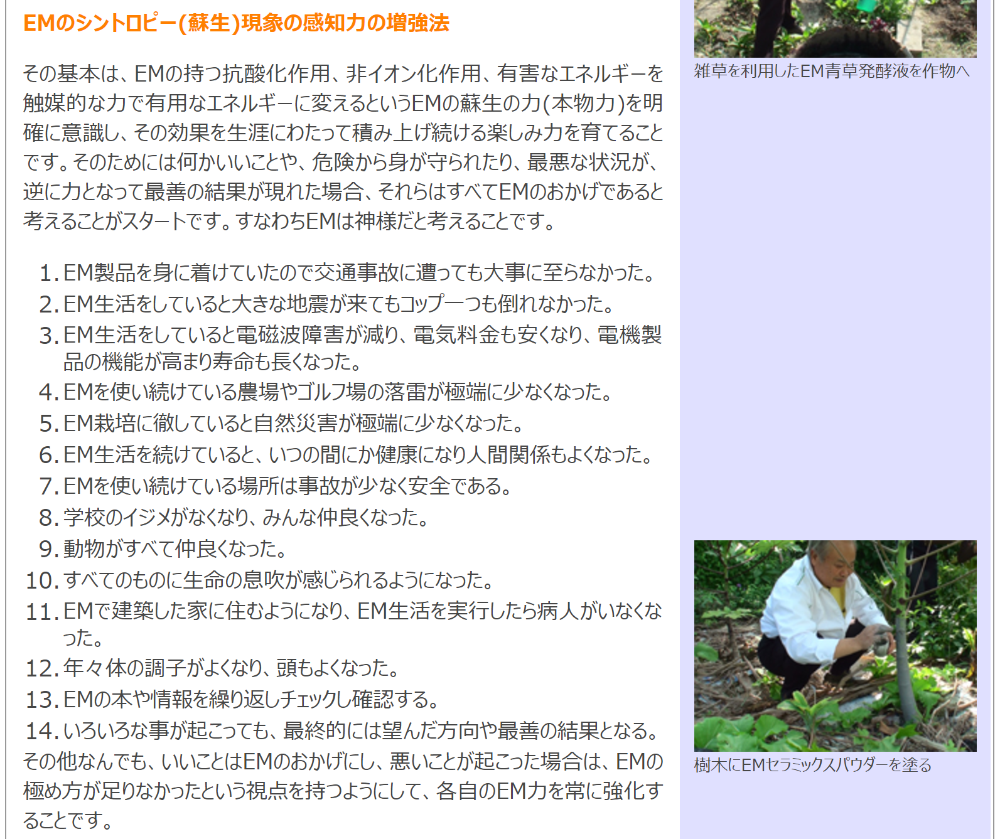 EMのシントロピー(蘇生)現象の感知力の増強法
その基本は、EMの持つ抗酸化作用、非イオン化作用、有害なエネルギーを
触媒的な力で有用なエネルギーに変えるというEMの蘇生の力(本物力)を明
確に意識し、その効果を生涯にわたって積み上げ続ける楽しみ力を育てること
です。そのためには何かいいことや、危険から身が守られたり、最悪な状況が、
逆に力となって最善の結果が現れた場合、それらはすべてEMのおかげであると
考えることがスタートです。すなわちEMは神様だと考えることです。
1. EM製品を身に着けていたので交通事故に遭っても大事に至らなかった。
2. EM生活をしていると大きな地震が来てもコップ一つも倒れなかった。
3. EM生活をしていると電磁波障害が減り、電気料金も安くなり、電機製
品の機能が高まり寿命も長くなった。
4. EMを使い続けている農場やゴルフ場の落雷が極端に少なくなった。
5. EM栽培に徹していると自然災害が極端に少なくなった。
6. EM生活を続けていると、いつの間にか健康になり人間関係もよくなった。
7. EMを使い続けている場所は事故が少なく安全である。
8. 学校のイジメがなくなり、みんな仲良くなった。
9. 動物がすべて仲良くなった。
10. すべてのものに生命の息吹が感じられるようになった。
11. EMで建築した家に住むようになり、EM生活を実行したら病人がいなくな
った。
12. 年々体の調子がよくなり、頭もよくなった。
13. EMの本や情報を繰り返しチェックし確認する。
14. いろいろな事が起こっても、最終的には望んだ方向や最善の結果となる。
その他なんでも、いいことはEMのおかげにし、悪いことが起こった場合は、EMの
極め方が足りなかったという視点を持つようにして、各自のEM力を常に強化す
ることです。
雑草を利用したEM青草発酵液を作物へ
樹木にEMセラミックスパウダーを塗る